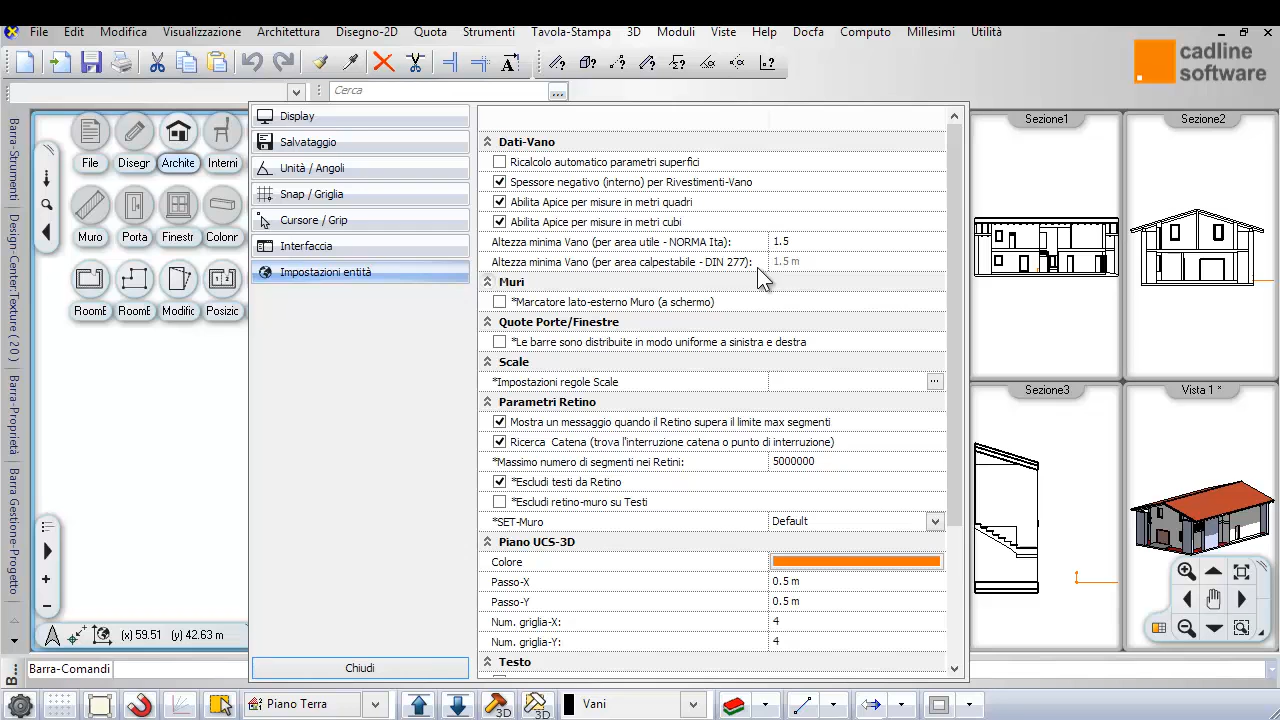 File Edit Modifica Visualizzazione Architettura Disegno-2D Quota Strumenti Tavola-Stampa 3D Moduli Viste Help Docfa Computo Millesimi Utilità
cadline
software
Cerca
Barra-Strumenti
Design-Center:Texture ( 20 )
Barra-Proprietà
Barra Gestione-Progetto
File Disegr Archite Interni
Muro Porta Finestr Colonr
RoomE RoomE Modific Posizic
Display
Salvataggio
Unità / Angoli
Snap / Griglia
Cursore / Grip
Interfaccia
Impostazioni entità
Chiudi
Dati-Vano
Ricalcolo automatico parametri superfici
Spessore negativo (interno) per Rivestimenti-Vano
Abilita Apice per misure in metri quadri
Abilita Apice per misure in metri cubi
Altezza minima Vano (per area utile - NORMA Ita): 1.5
Altezza minima Vano (per area calpestabile - DIN 277): 1.5 m
Muri
*Marcatore lato-esterno Muro (a schermo)
Quote Porte/Finestre
*Le barre sono distribuite in modo uniforme a sinistra e destra
Scale
*Impostazioni regole Scale
Parametri Retino
Mostra un messaggio quando il Retino supera il limite max segmenti
Ricerca Catena (trova l'interruzione catena o punto di interruzione)
*Massimo numero di segmenti nei Retini: 5000000
*Escludi testi da Retino
*Escludi retino-muro su Testi
*SET-Muro Default
Piano UCS-3D
Colore
Passo-X 0.5 m
Passo-Y 0.5 m
Num. griglia-X: 4
Num. griglia-Y: 4
Testo
Sezione1
Sezione2
Sezione3
Vista 1 *
(x) 59.51 (y) 42.63 m
B...
Barra-Comandi
Piano Terra
3D
3D
Vani